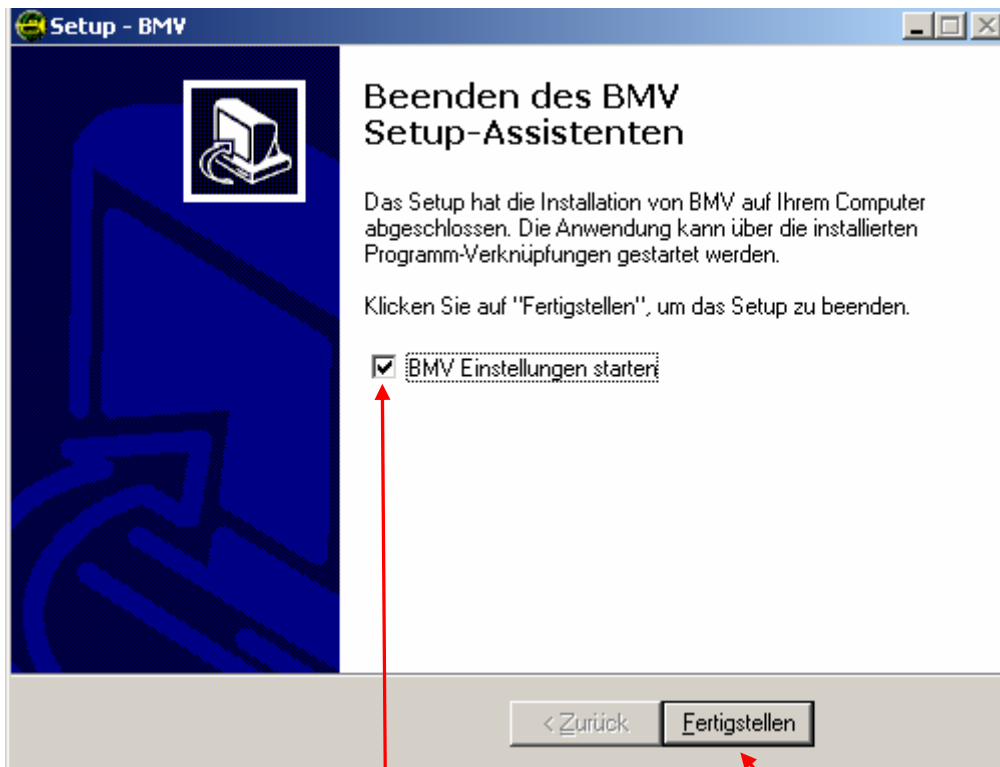 Setup - BMV
Beenden des BMV
Setup-Assistenten
Das Setup hat die Installation von BMV auf Ihrem Computer
abgeschlossen. Die Anwendung kann über die installierten
Programm-Verknüpfungen gestartet werden.
Klicken Sie auf "Fertigstellen", um das Setup zu beenden.
BMV Einstellungen starten
< Zurück
Fertigstellen